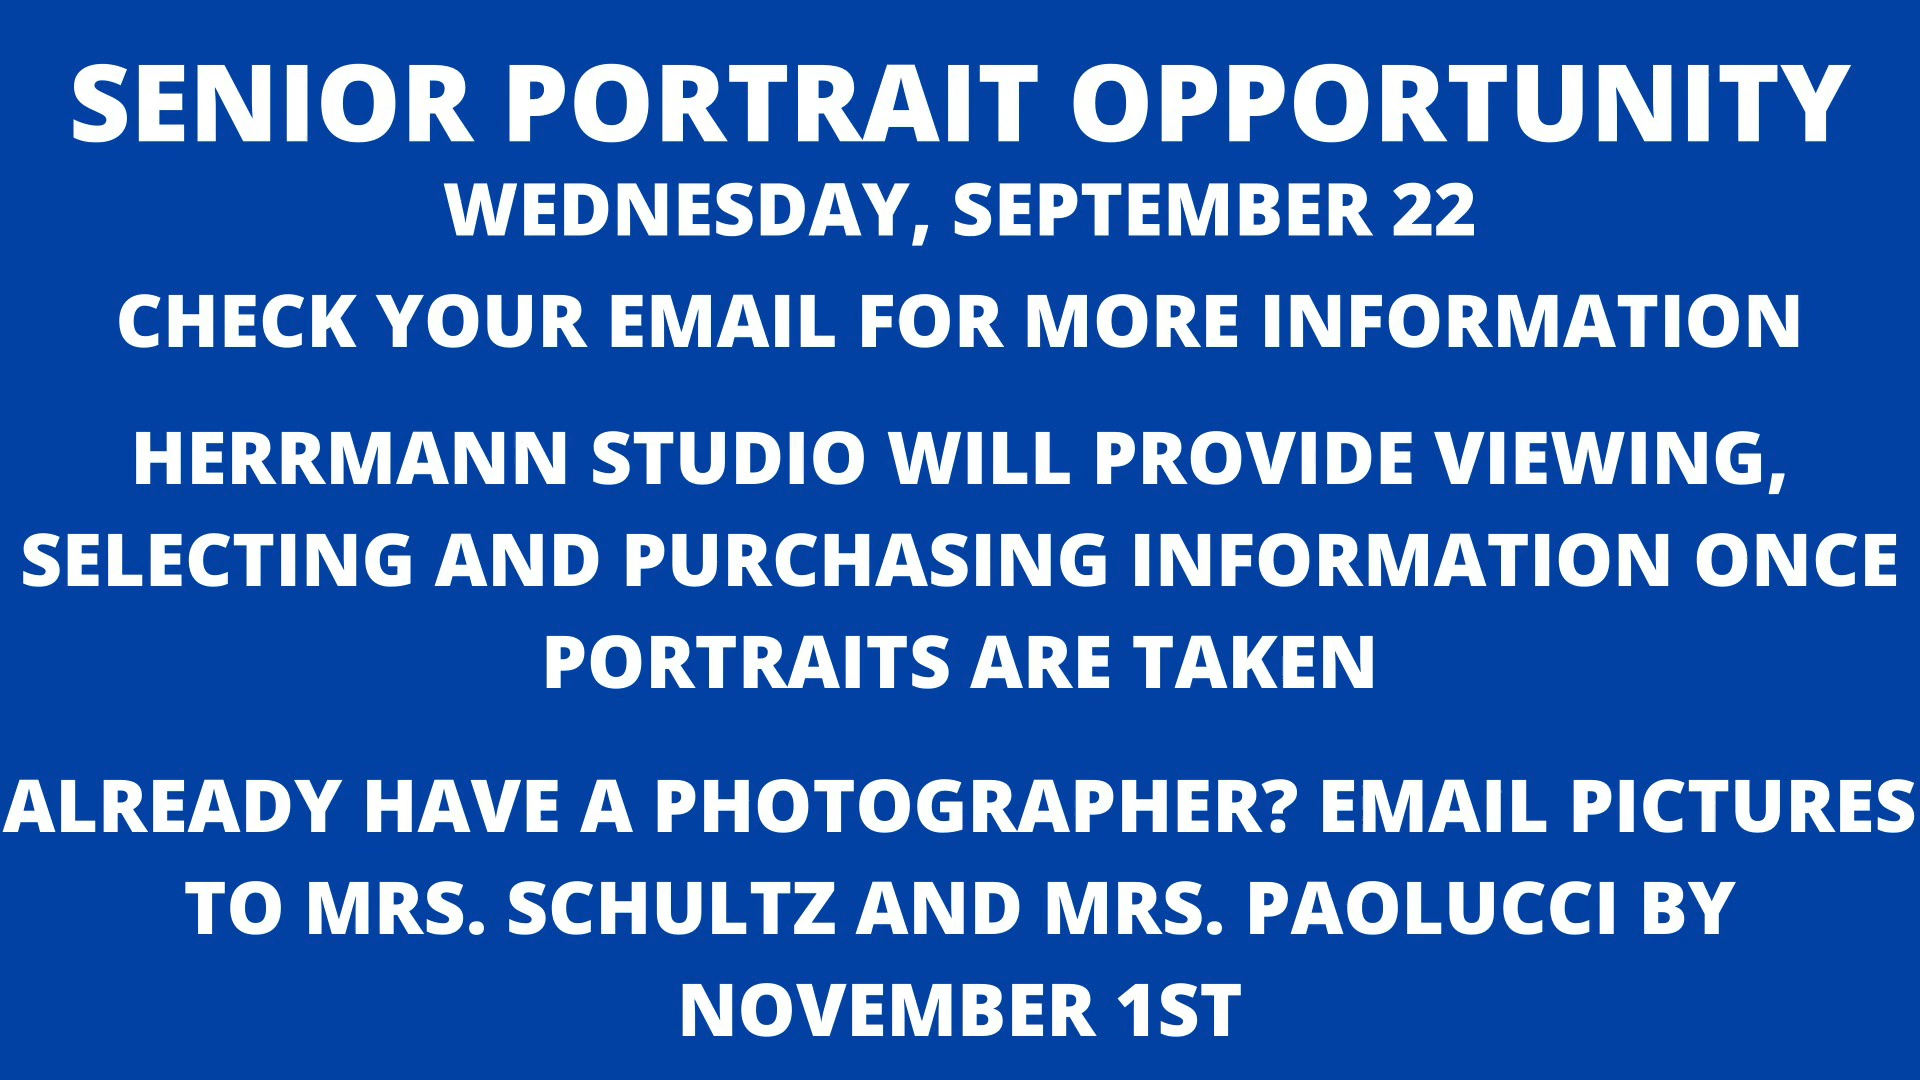 SENIOR PORTRAIT OPPORTUNITY
WEDNESDAY, SEPTEMBER 22
CHECK YOUR EMAIL FOR MORE INFORMATION
HERRMANN STUDIO WILL PROVIDE VIEWING,
SELECTING AND PURCHASING INFORMATION ONCE
PORTRAITS ARE TAKEN
ALREADY HAVE A PHOTOGRAPHER? EMAIL PICTURES
TO MRS. SCHULTZ AND MRS. PAOLUCCI BY
NOVEMBER 1ST